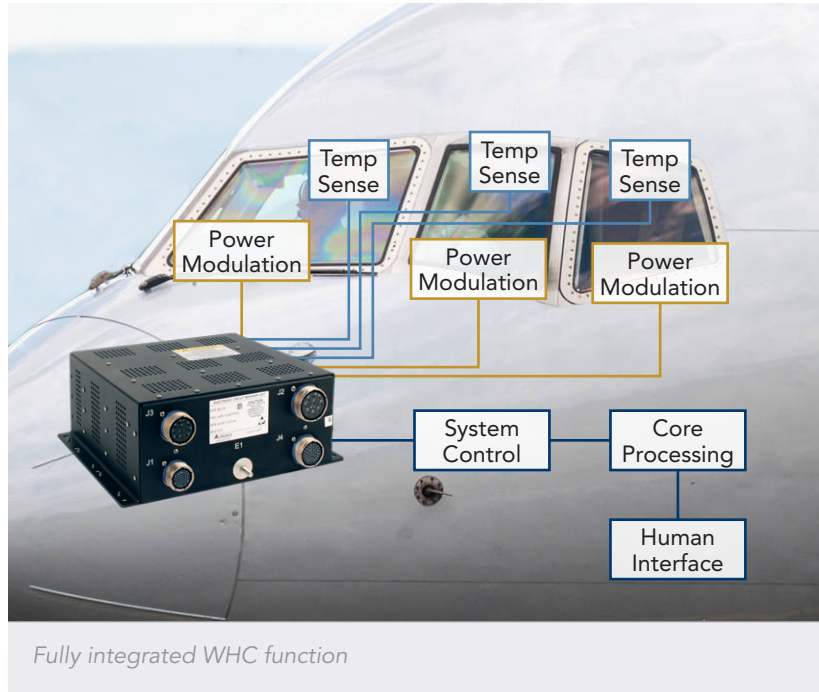 Temp
Sense
Temp
Sense
Temp
Sense
Power
Modulation
Power
Modulation
Power
Modulation
J3
J2
J1
E1
J4
System
Control
Core
Processing
Human
Interface
Fully integrated WHC function